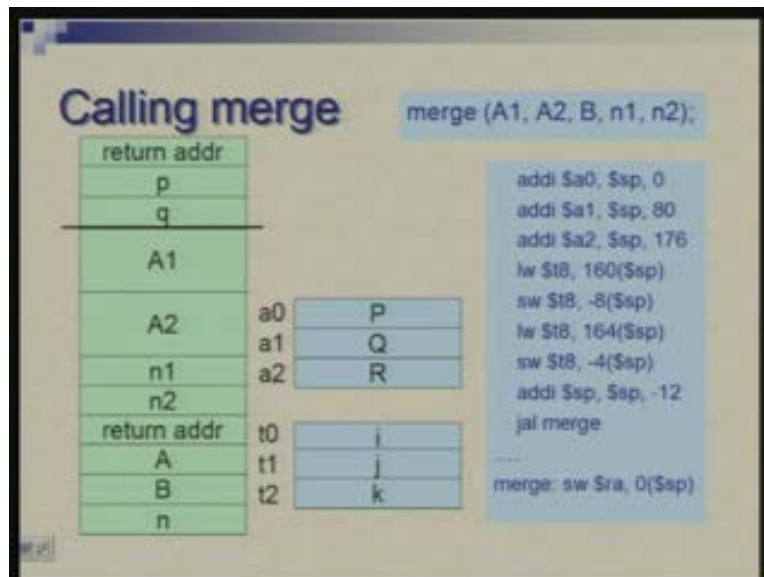 Calling merge
merge (A1, A2, B, n1, n2);
return addr
p
q
A1
A2
n1
n2
return addr
A
B
n
a0 P
a1 Q
a2 R
t0 i
t1 j
t2 k
addi $a0, $sp, 0
addi $a1, $sp, 80
addi $a2, $sp, 176
lw $t8, 160($sp)
sw $t8, -8($sp)
lw $t8, 164($sp)
sw $t8, -4($sp)
addi $sp, $sp, -12
jal merge
....
merge: sw $ra, 0($sp)